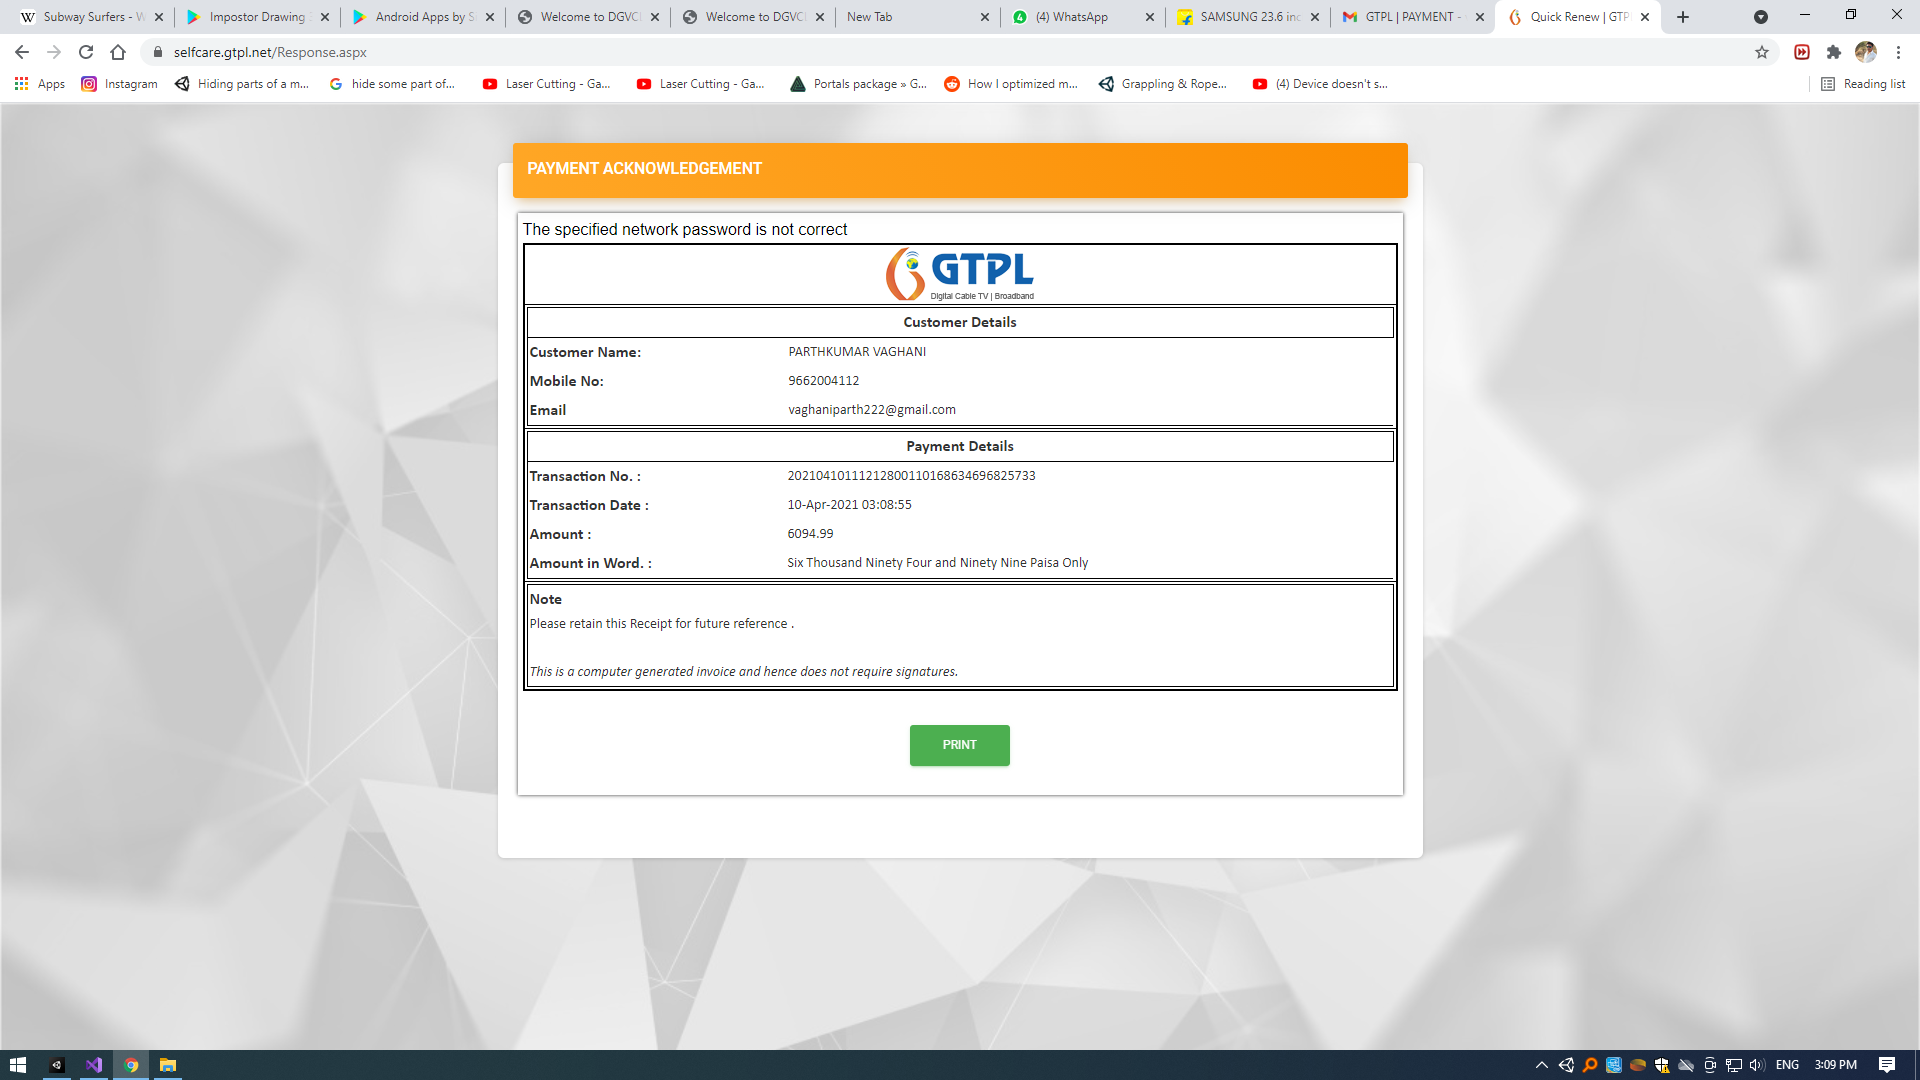 Subway Surfers - W
Impostor Drawing
Android Apps by S
Welcome to DGVC
Welcome to DGVC
New Tab
(4) WhatsApp
SAMSUNG 23.6 inc
GTPL | PAYMENT -
Quick Renew | GTP
selfcare.gtpl.net/Response.aspx
Apps
Instagram
Hiding parts of a m...
hide some part of...
Laser Cutting - Ga...
Laser Cutting - Ga...
Portals package » G...
How I optimized m...
Grappling & Rope...
(4) Device doesn't s...
Reading list
PAYMENT ACKNOWLEDGEMENT
The specified network password is not correct
GTPL
Digital Cable TV | Broadband
Customer Details
Customer Name: PARTHKUMAR VAGHANI
Mobile No: 9662004112
Email vaghaniparth222@gmail.com
Payment Details
Transaction No. : 20210410111212800110168634696825733
Transaction Date : 10-Apr-2021 03:08:55
Amount : 6094.99
Amount in Word. : Six Thousand Ninety Four and Ninety Nine Paisa Only
Note
Please retain this Receipt for future reference .
This is a computer generated invoice and hence does not require signatures.
PRINT
ENG
3:09 PM